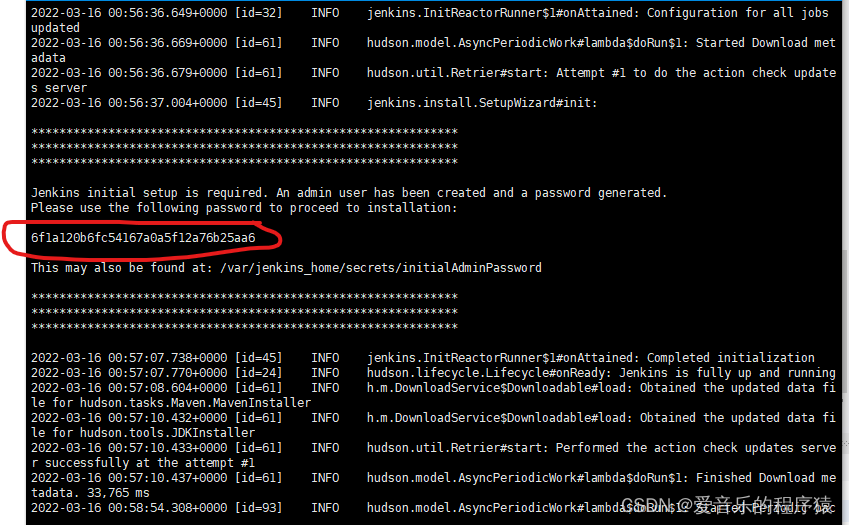 2022-03-16 00:56:36.649+0000 [id=32]    INFO    jenkins.InitReactorRunner$1#onAttained: Configuration for all jobs
updated
2022-03-16 00:56:36.669+0000 [id=61]    INFO    hudson.model.AsyncPeriodicWork#lambda$doRun$1: Started Download met
adata
2022-03-16 00:56:36.679+0000 [id=61]    INFO    hudson.util.Retrier#start: Attempt #1 to do the action check update
s server
2022-03-16 00:56:37.004+0000 [id=45]    INFO    jenkins.install.SetupWizard#init:
*************************************************************
*************************************************************
*************************************************************
Jenkins initial setup is required. An admin user has been created and a password generated.
Please use the following password to proceed to installation:
6f1a120b6fc54167a0a5f12a76b25aa6
This may also be found at: /var/jenkins_home/secrets/initialAdminPassword
*************************************************************
*************************************************************
*************************************************************
2022-03-16 00:57:07.738+0000 [id=45]    INFO    jenkins.InitReactorRunner$1#onAttained: Completed initialization
2022-03-16 00:57:07.770+0000 [id=24]    INFO    hudson.lifecycle.Lifecycle#onReady: Jenkins is fully up and running
2022-03-16 00:57:08.604+0000 [id=61]    INFO    h.m.DownloadService$Downloadable#load: Obtained the updated data fi
le for hudson.tasks.Maven.MavenInstaller
2022-03-16 00:57:10.432+0000 [id=61]    INFO    h.m.DownloadService$Downloadable#load: Obtained the updated data fi
le for hudson.tools.JDKInstaller
2022-03-16 00:57:10.433+0000 [id=61]    INFO    hudson.util.Retrier#start: Performed the action check updates serve
r successfully at the attempt #1
2022-03-16 00:57:10.437+0000 [id=61]    INFO    hudson.model.AsyncPeriodicWork#lambda$doRun$1: Finished Download me
tadata. 33,765 ms
2022-03-16 00:58:54.308+0000 [id=93]    INFO    hudson.model.AsyncPeriodicWork#lambda$doRun$1: Started
CSDN @爱音乐的程序猿